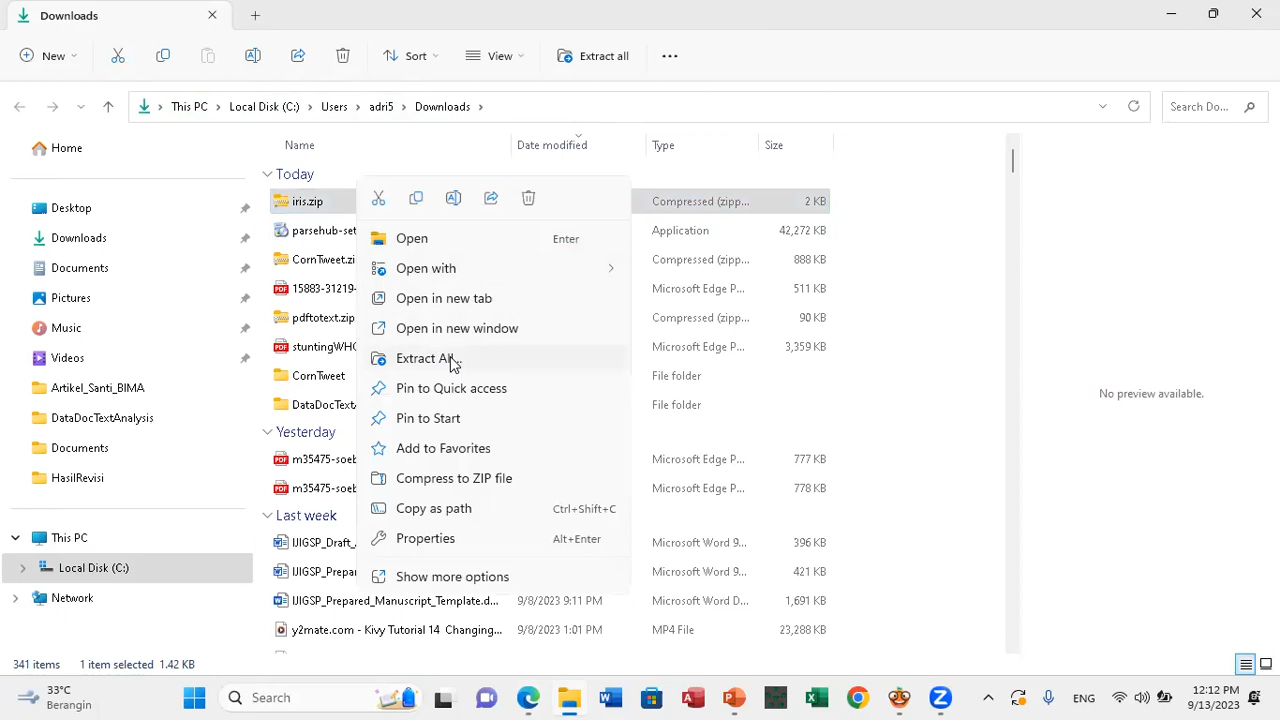 Downloads
New
Sort
View
Extract all
This PC
Local Disk (C:)
Users
adri5
Downloads
Search Do...
Home
Desktop
Downloads
Documents
Pictures
Music
Videos
Artikel_Santi_BIMA
DataDocTextAnalysis
Documents
HasilRevisi
This PC
Local Disk (C:)
Network
Name
Date modified
Type
Size
Today
iris.zip
Compressed (zipp...
2 KB
parsehub-set
Application
42,272 KB
CornTweet.zi
Compressed (zipp...
888 KB
15883-31219-
Microsoft Edge P...
511 KB
pdftotext.zip
Compressed (zipp...
90 KB
stuntingWHO
Microsoft Edge P...
3,359 KB
CornTweet
File folder
DataDocText
File folder
Yesterday
m35475-soeb
Microsoft Edge P...
777 KB
m35475-soeb
Microsoft Edge P...
778 KB
Last week
IJIGSP_Draft_
Microsoft Word 9...
396 KB
IJIGSP_Prepar
Microsoft Word 9...
421 KB
IJIGSP_Prepared_Manuscript_Template.d...
9/8/2023 9:11 PM
Microsoft Word D...
1,691 KB
y2mate.com - Kivy Tutorial 14 Changing...
9/8/2023 1:01 PM
MP4 File
23,288 KB
Open
Enter
Open with
Open in new tab
Open in new window
Extract All...
Pin to Quick access
Pin to Start
Add to Favorites
Compress to ZIP file
Copy as path
Ctrl+Shift+C
Properties
Alt+Enter
Show more options
No preview available.
341 items
1 item selected 1.42 KB
33°C
Berangin
Search
ENG
12:12 PM
9/13/2023